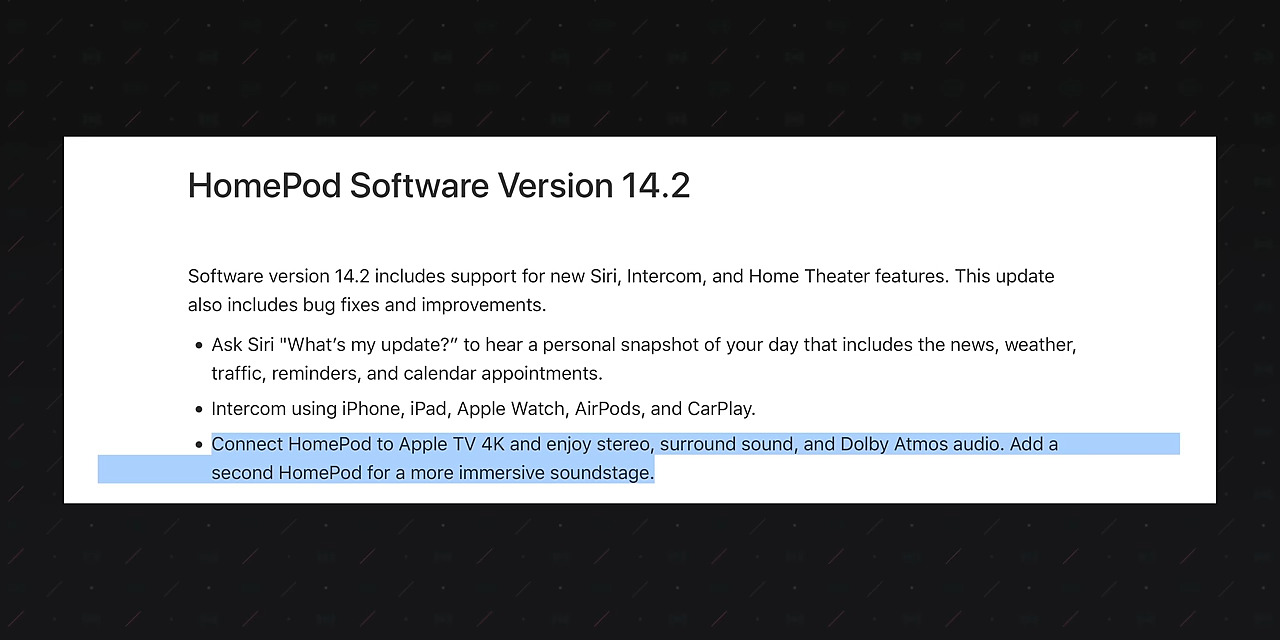 HomePod Software Version 14.2
Software version 14.2 includes support for new Siri, Intercom, and Home Theater features. This update
also includes bug fixes and improvements.
• Ask Siri "What’s my update?” to hear a personal snapshot of your day that includes the news, weather,
traffic, reminders, and calendar appointments.
• Intercom using iPhone, iPad, Apple Watch, AirPods, and CarPlay.
• Connect HomePod to Apple TV 4K and enjoy stereo, surround sound, and Dolby Atmos audio. Add a
second HomePod for a more immersive soundstage.